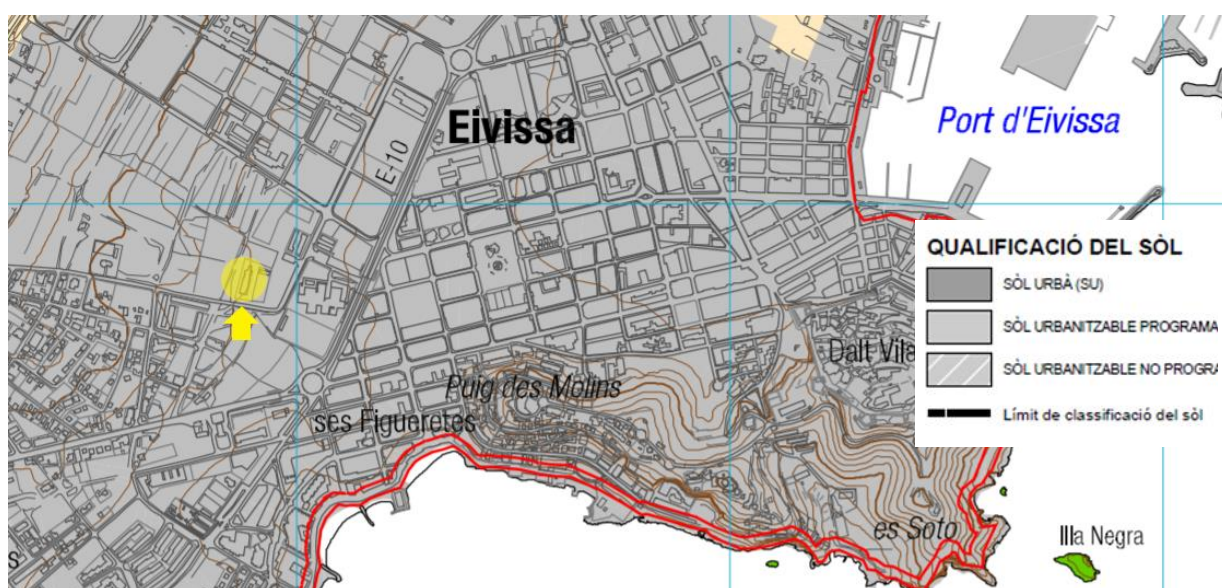 Eivissa
Port d'Eivissa
E-10
QUALIFICACIÓ DEL SÒL
SÒL URBÀ (SU)
SÒL URBANITZABLE PROGRAMA
SÒL URBANITZABLE NO PROGRA
Límit de classificació del sòl
Dalt Vila
Puig des Molins
ses Figueretes
es Soto
Illa Negra
s